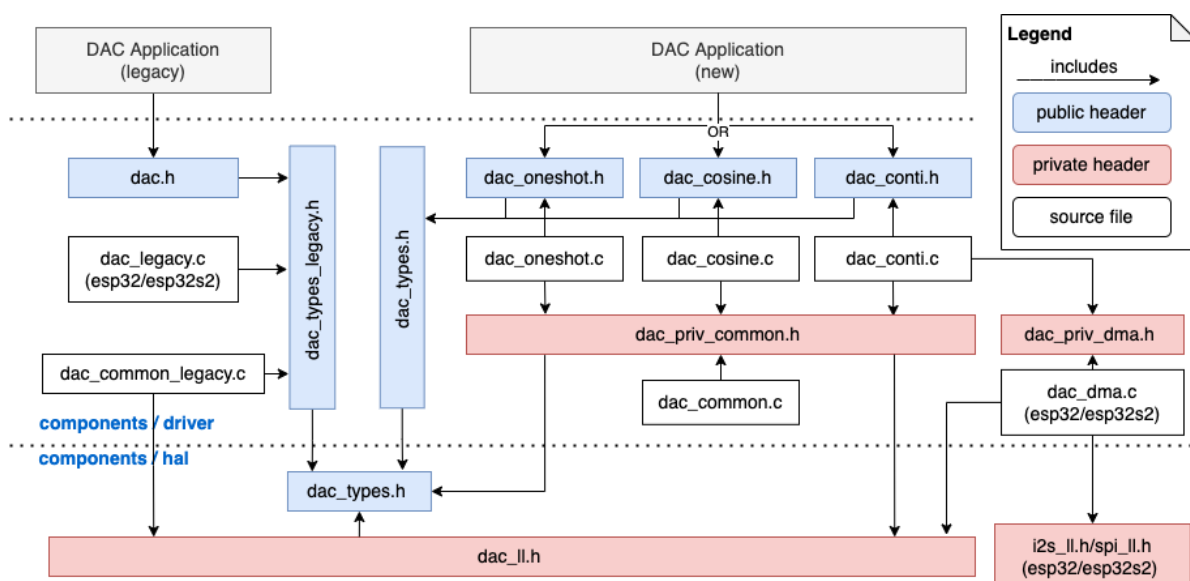 DAC Application
(legacy)
DAC Application
(new)
Legend
includes
public header
private header
source file
OR
dac.h
dac_types_legacy.h
dac_types.h
dac_oneshot.h
dac_cosine.h
dac_conti.h
dac_legacy.c
(esp32/esp32s2)
dac_oneshot.c
dac_cosine.c
dac_conti.c
dac_priv_common.h
dac_priv_dma.h
dac_common_legacy.c
dac_common.c
dac_dma.c
(esp32/esp32s2)
components / driver
components / hal
dac_types.h
dac_ll.h
i2s_ll.h/spi_ll.h
(esp32/esp32s2)